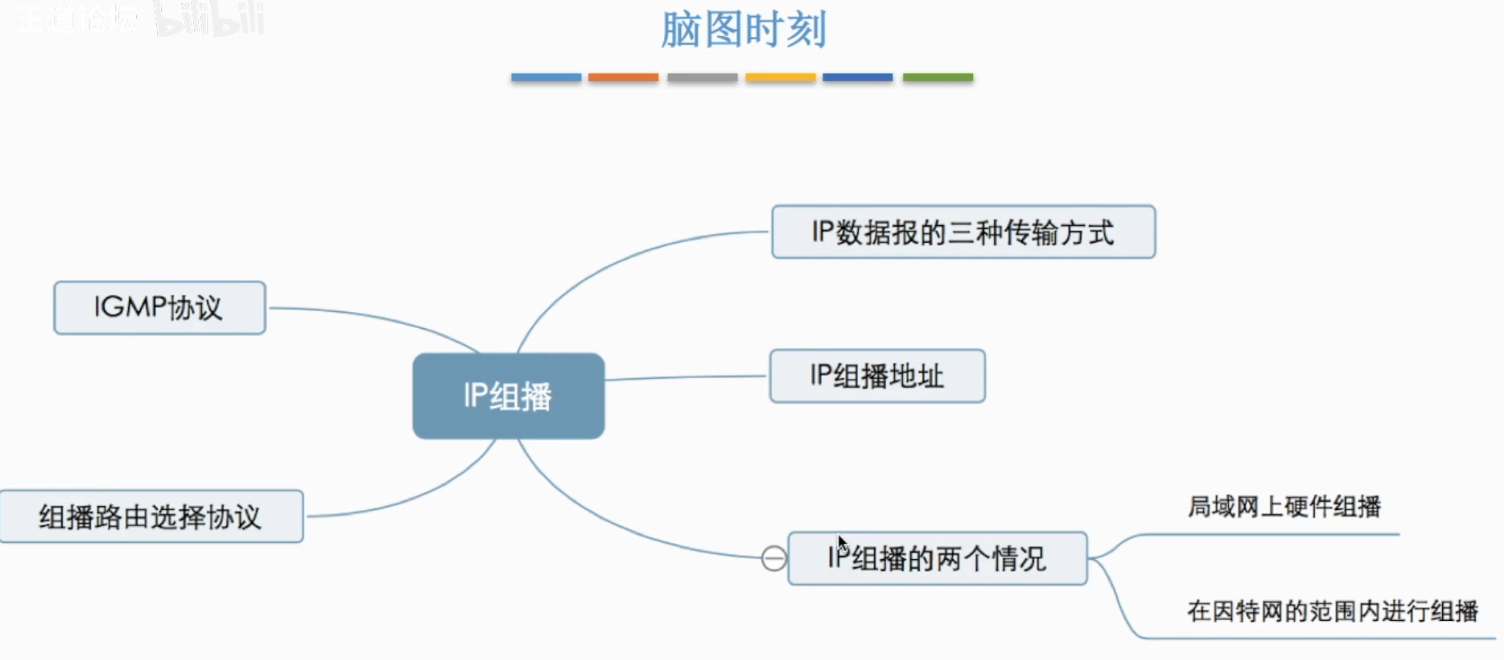 王道论坛 bilibili
脑图时刻
IP数据报的三种传输方式
IGMP协议
IP组播地址
IP组播
组播路由选择协议
局域网上硬件组播
IP组播的两个情况
在因特网的范围内进行组播